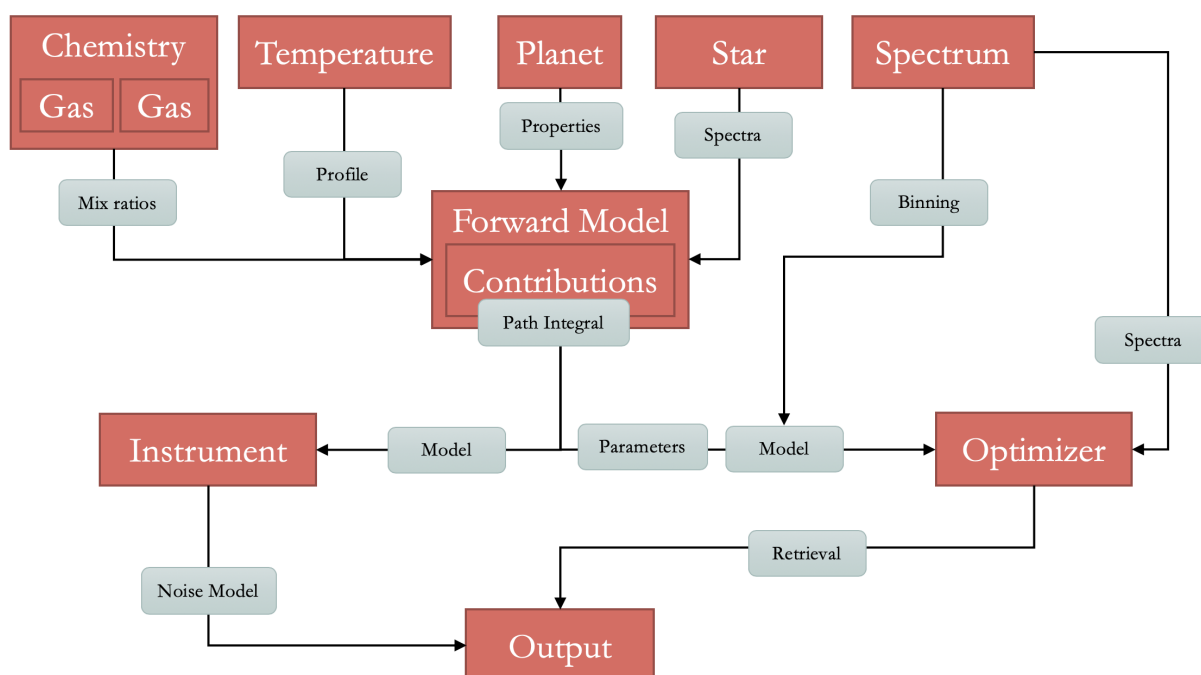 Chemistry
Gas
Gas
Temperature
Planet
Star
Spectrum
Properties
Spectra
Profile
Mix ratios
Binning
Forward Model
Contributions
Path Integral
Spectra
Instrument
Model
Parameters
Model
Optimizer
Retrieval
Noise Model
Output